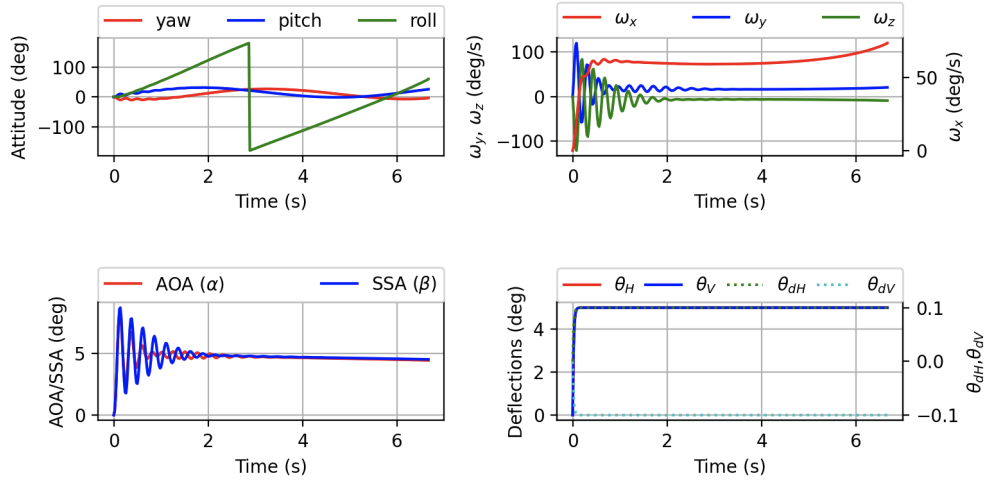 yaw pitch roll
Attitude (deg)
100
0
−100
0 2 4 6
Time (s)
ωx ωy ωz
ωy, ωz (deg/s)
100
0
−100
50
0
ωx (deg/s)
0 2 4 6
Time (s)
AOA (α) SSA (β)
AOA/SSA (deg)
5
0
0 2 4 6
Time (s)
θH θV θdH θdV
Deflections (deg)
4
2
0
0.1
0.0
−0.1
θdH,θdV
0 2 4 6
Time (s)